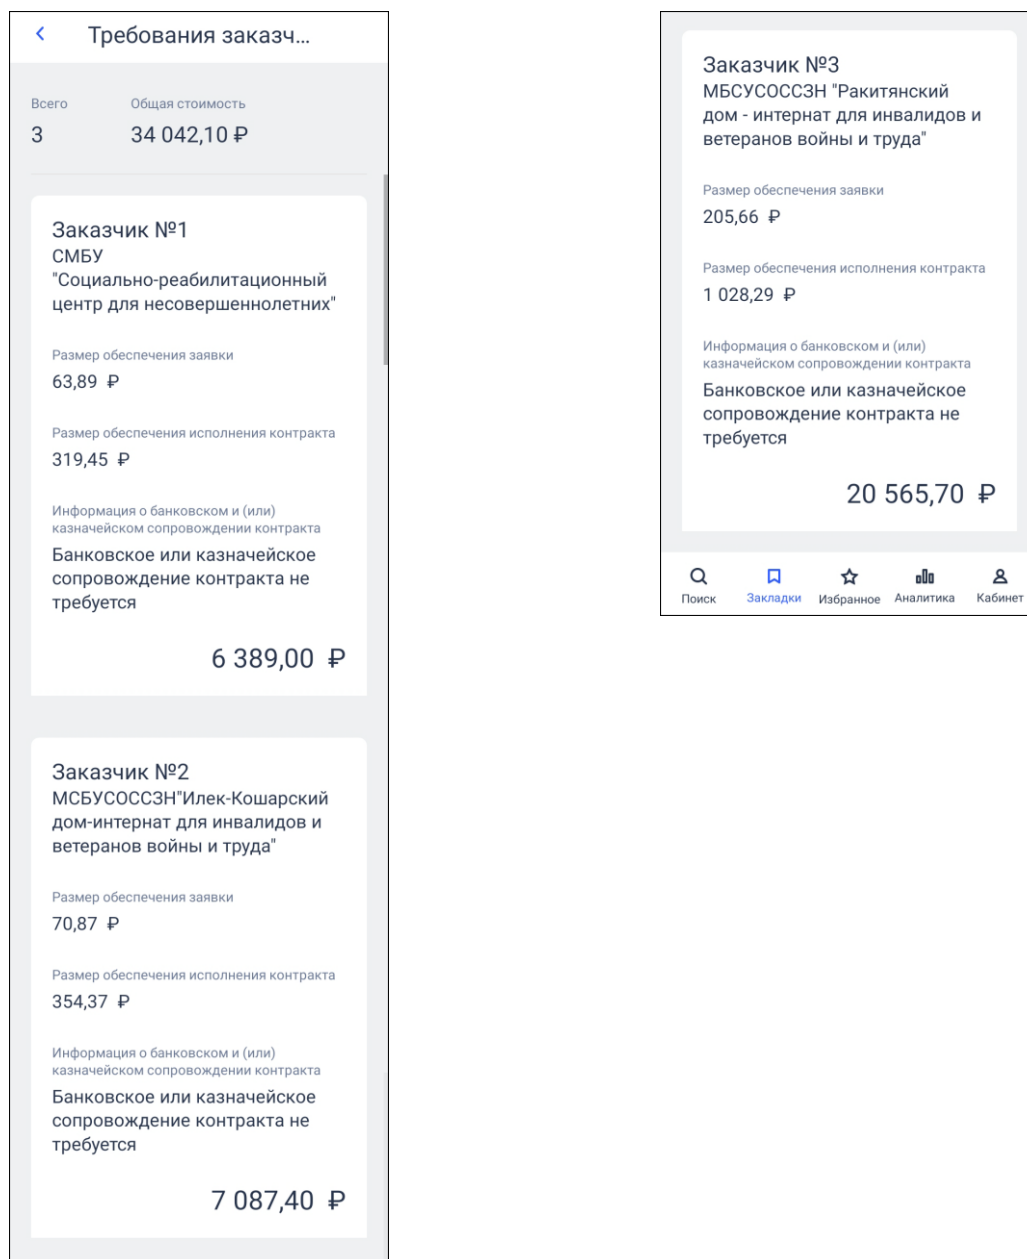 Требования заказч...
Всего
Общая стоимость
3
34 042,10 ₽
Заказчик №1
СМБУ
"Социально-реабилитационный
центр для несовершеннолетних"
Размер обеспечения заявки
63,89 ₽
Размер обеспечения исполнения контракта
319,45 ₽
Информация о банковском и (или)
казначейском сопровождении контракта
Банковское или казначейское
сопровождение контракта не
требуется
6 389,00 ₽
Заказчик №2
МСБУСОССЗН"Илек-Кошарский
дом-интернат для инвалидов и
ветеранов войны и труда"
Размер обеспечения заявки
70,87 ₽
Размер обеспечения исполнения контракта
354,37 ₽
Информация о банковском и (или)
казначейском сопровождении контракта
Банковское или казначейское
сопровождение контракта не
требуется
7 087,40 ₽
Заказчик №3
МБСУСОССЗН "Ракитянский
дом - интернат для инвалидов и
ветеранов войны и труда"
Размер обеспечения заявки
205,66 ₽
Размер обеспечения исполнения контракта
1 028,29 ₽
Информация о банковском и (или)
казначейском сопровождении контракта
Банковское или казначейское
сопровождение контракта не
требуется
20 565,70 ₽
Поиск
Закладки
Избранное
Аналитика
Кабинет